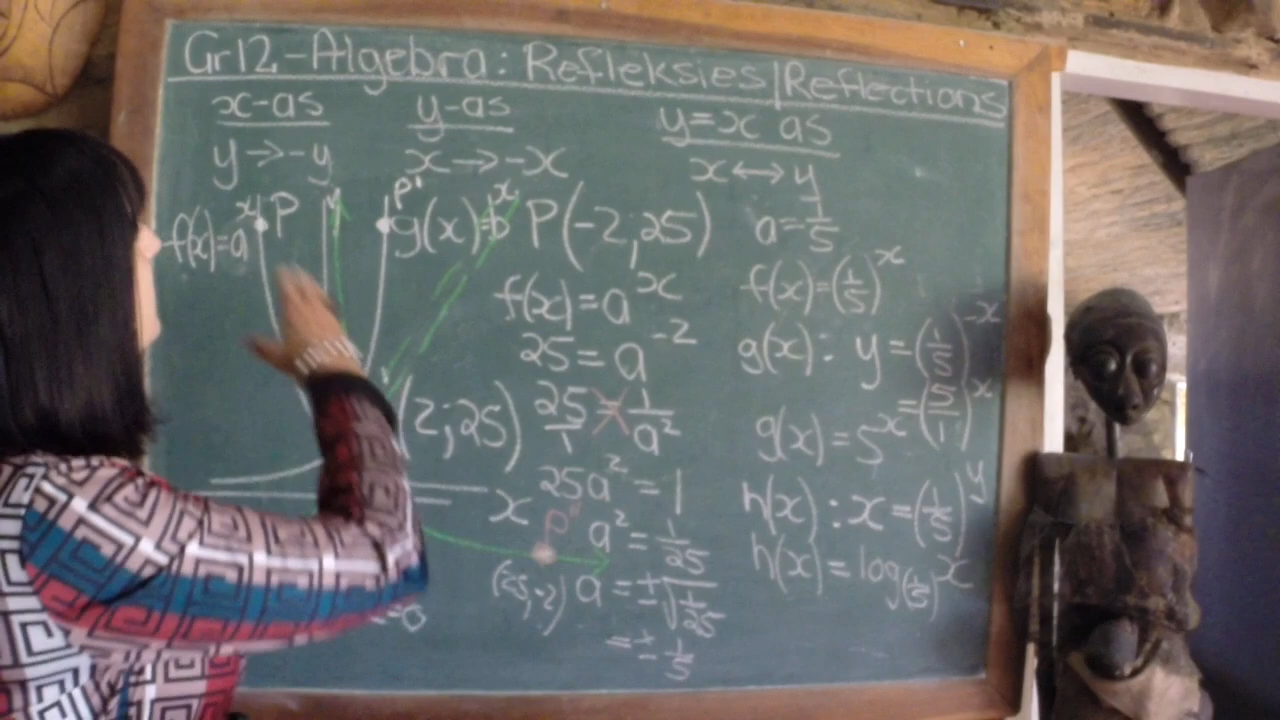 Gr12-Algebra: Refleksies/Reflections
x-as
y→-y
y-as
x→-x
y=x as
x↔y
f(x)=a^x
P
P'
g(x)=b^x
(2;25)
x
P''
(25;-2)
P(-2;25)
f(x)=a^x
25=a^-2
25/1=1/a²
25a²=1
a²=1/25
a=±√1/25
=±1/5
a=1/5
f(x)=(1/5)^x
g(x): y=(1/5)^-x
=(5/1)^x
g(x)=5^x
h(x): x=(1/5)^y
h(x)=log(1/5)x